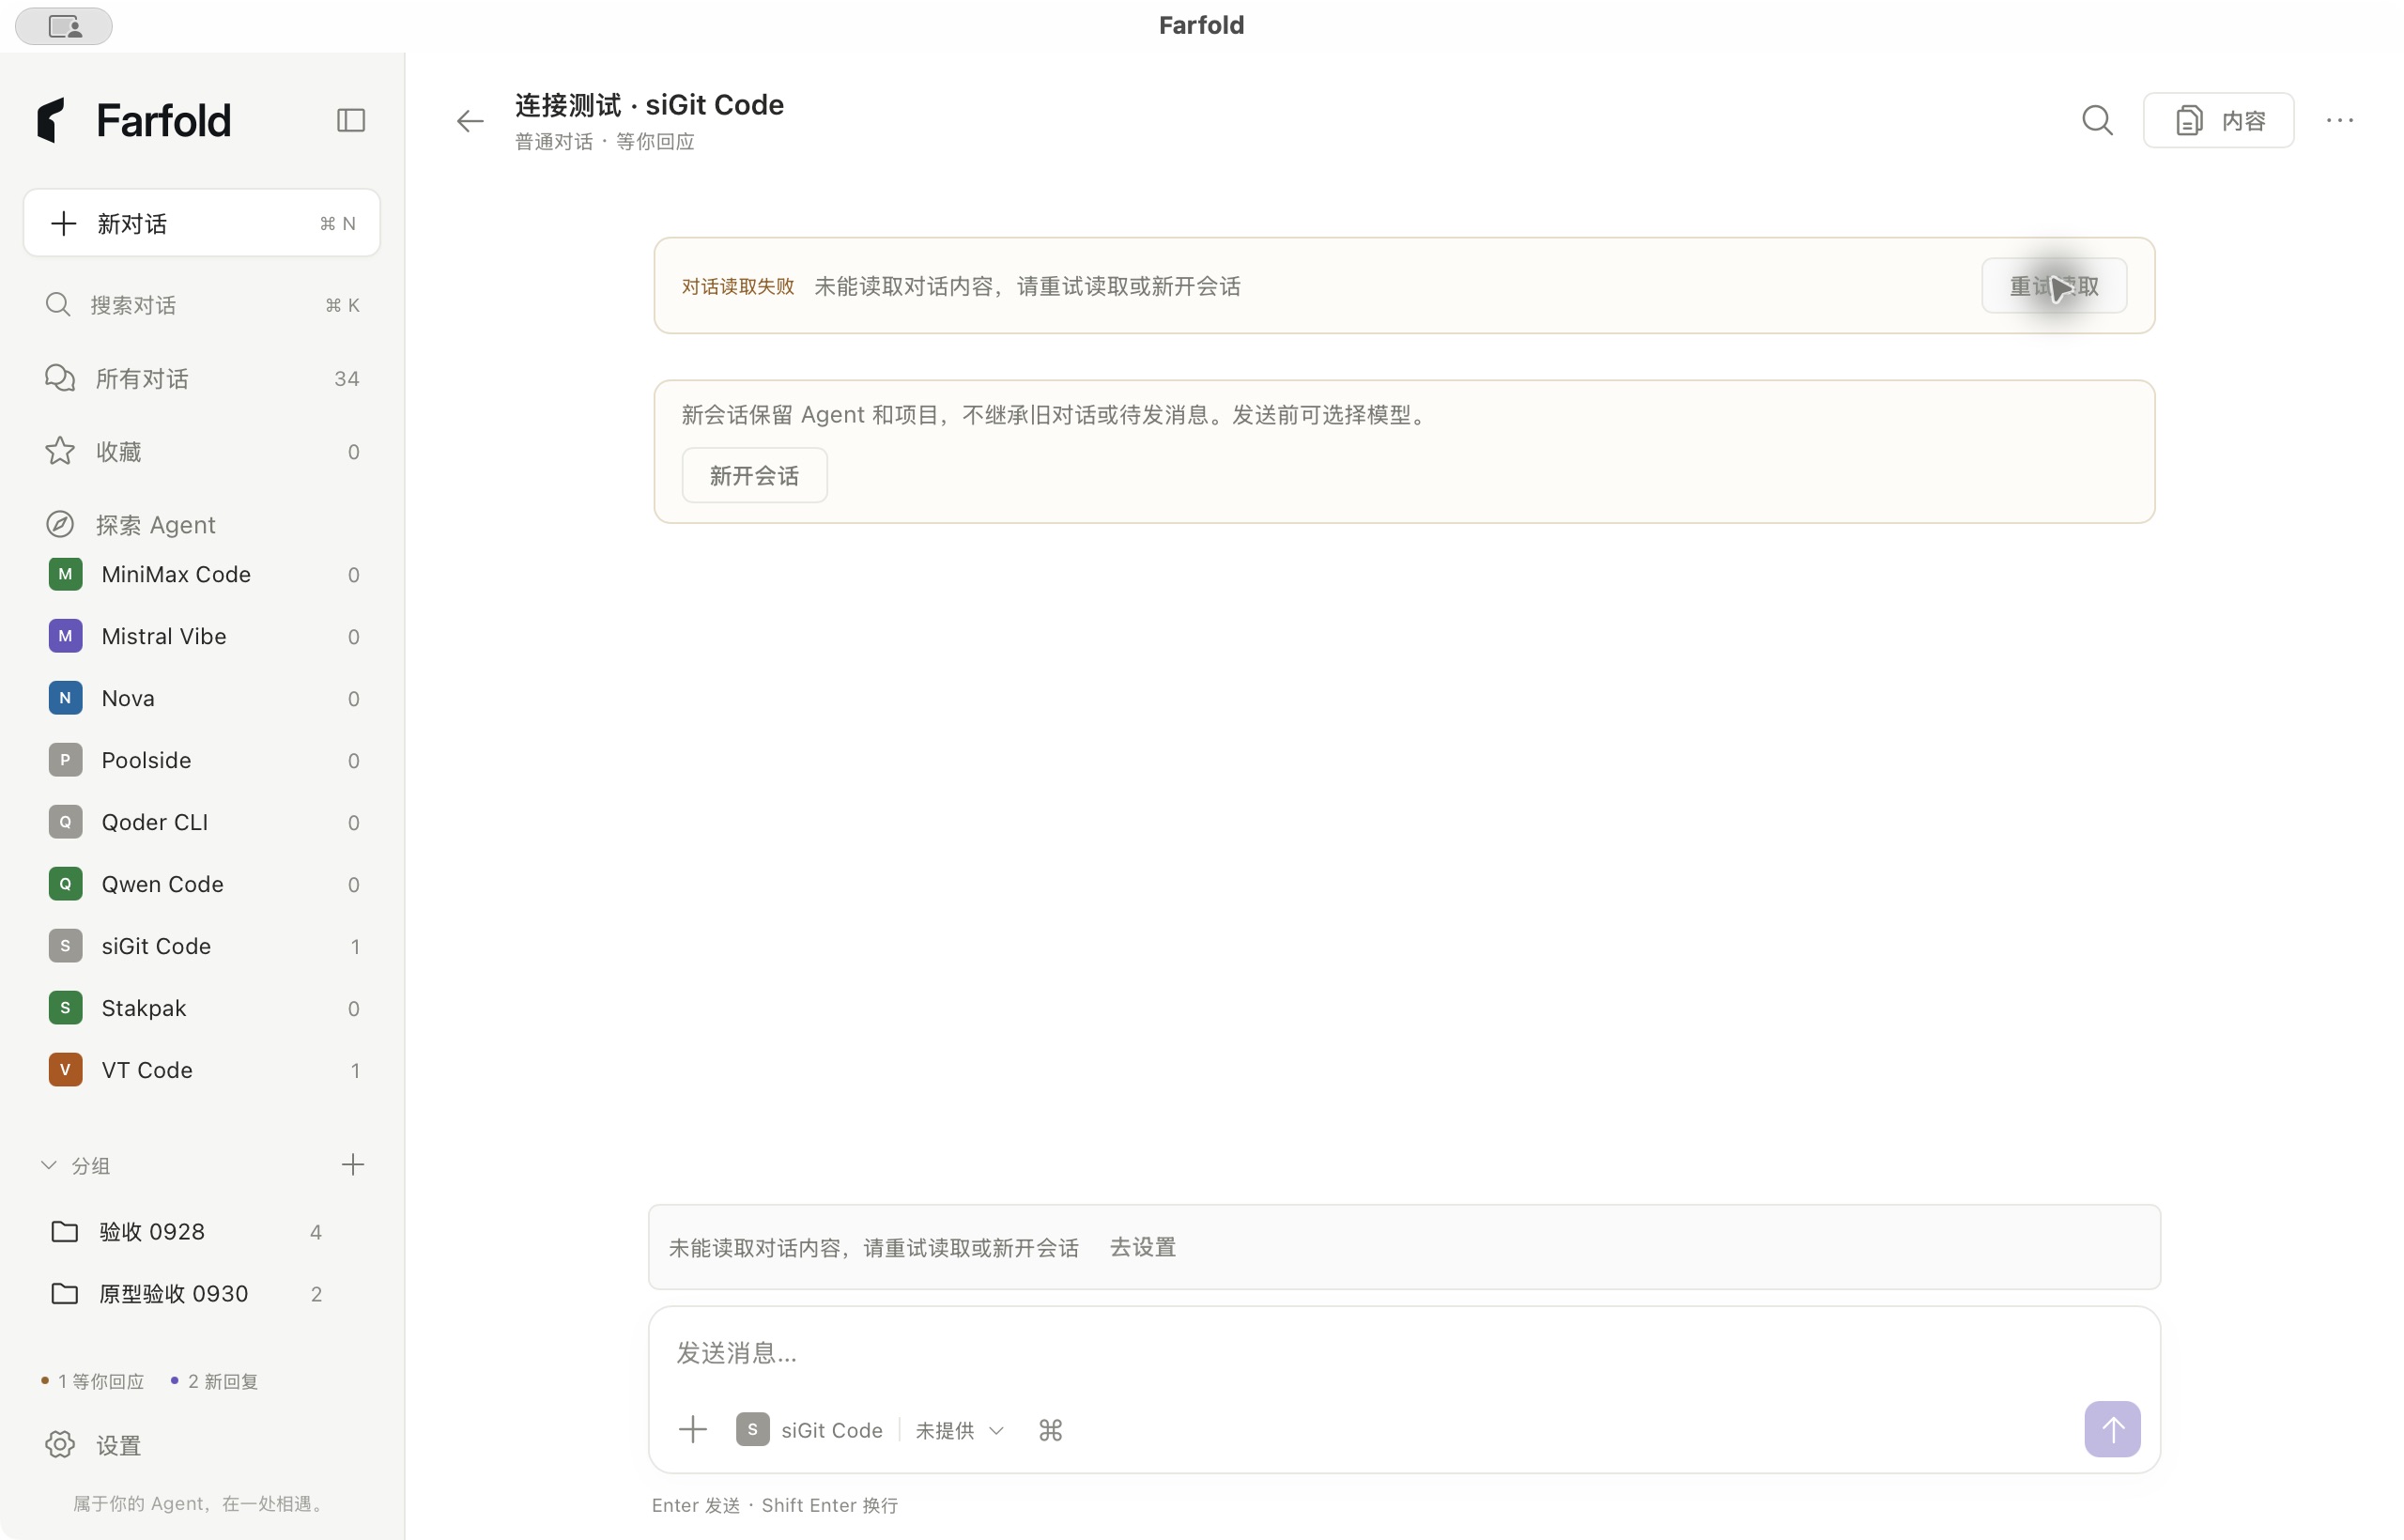 Farfold
Farfold
新对话 ⌘ N
搜索对话 ⌘ K
所有对话 34
收藏 0
探索 Agent
M MiniMax Code 0
M Mistral Vibe 0
N Nova 0
P Poolside 0
Q Qoder CLI 0
Q Qwen Code 0
S siGit Code 1
S Stakpak 0
V VT Code 1
分组
验收 0928 4
原型验收 0930 2
1 等你回应 2 新回复
设置
属于你的 Agent，在一处相遇。
连接测试 · siGit Code
普通对话 · 等你回应
内容
对话读取失败 未能读取对话内容，请重试读取或新开会话 重试读取
新会话保留 Agent 和项目，不继承旧对话或待发消息。发送前可选择模型。
新开会话
未能读取对话内容，请重试读取或新开会话 去设置
发送消息...
S siGit Code 未提供 ⌘
Enter 发送 · Shift Enter 换行